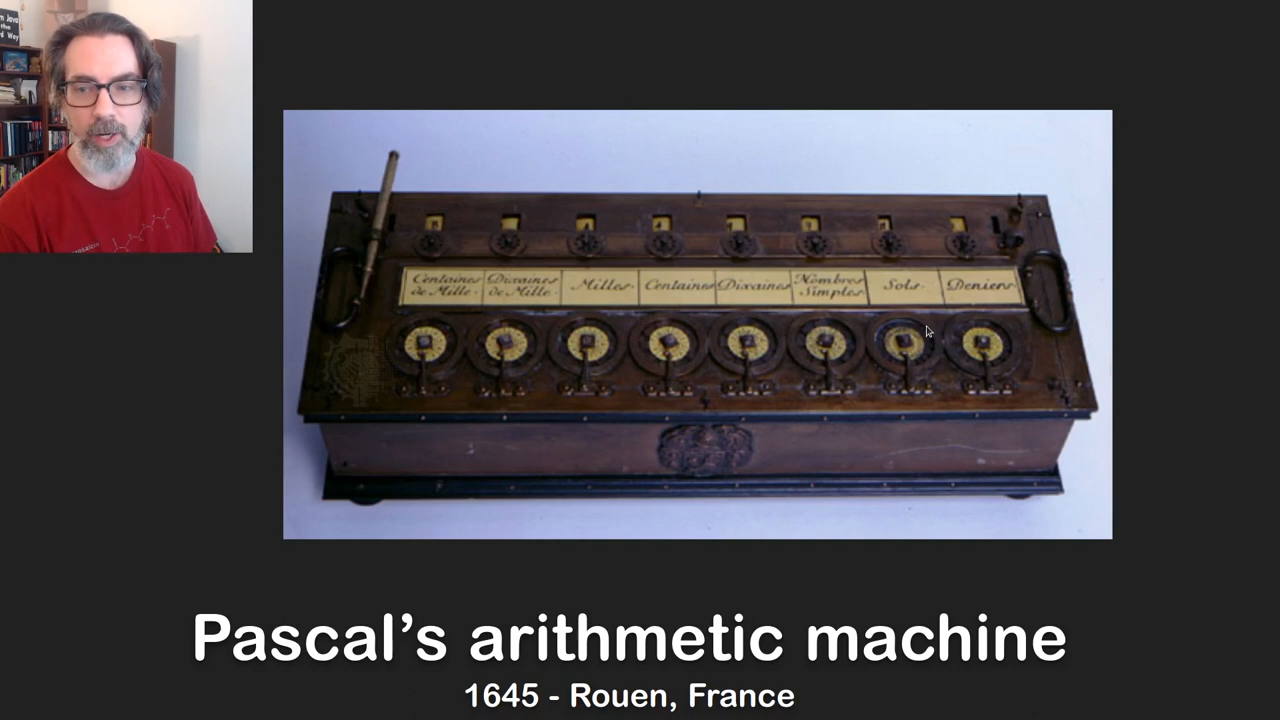 Centaines
de Mille
Dixaines
de Mille
Milles
Centaines
Dixaines
Nombres
Simples
Sols
Deniers
Pascal’s arithmetic machine
1645 - Rouen, France